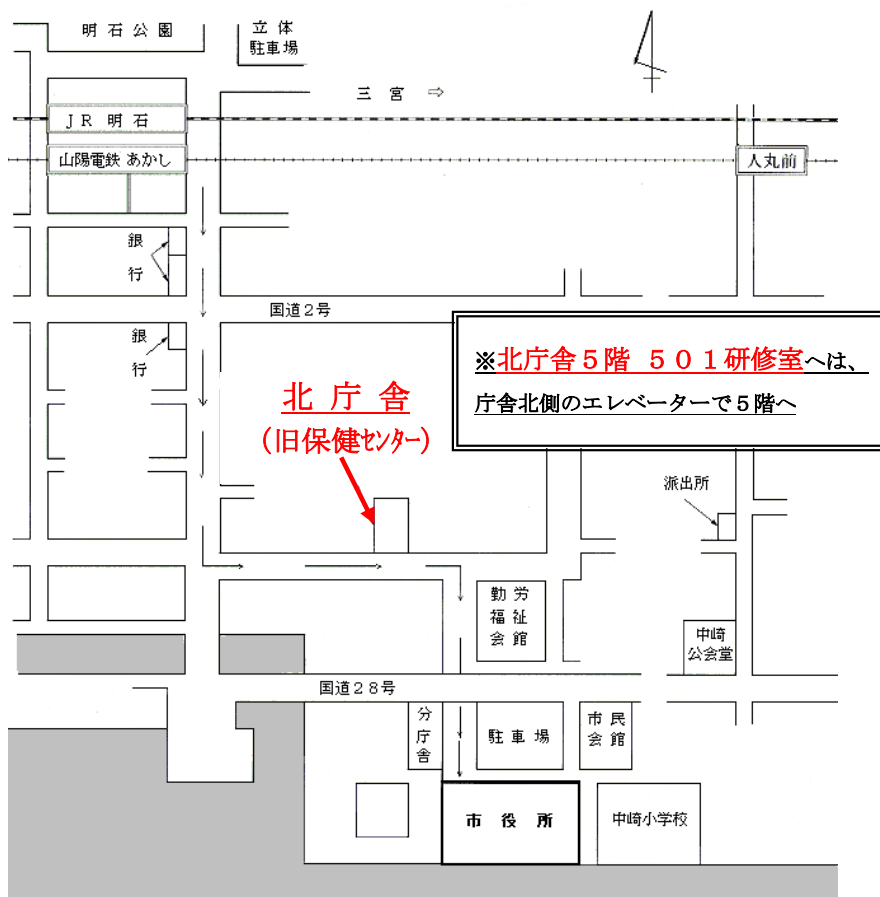 明石公園
立体
駐車場
三宮 ⇒
ＪＲ 明石
山陽電鉄 あかし
人丸前
銀
行
国道２号
銀
行
※北庁舎５階 ５０１研修室へは、
庁舎北側のエレベーターで５階へ
北庁舎
（旧保健センター）
派出所
勤労
福祉
会館
中崎
公会堂
国道２８号
分
庁
舎
駐車場
市民
会館
市役所
中崎小学校